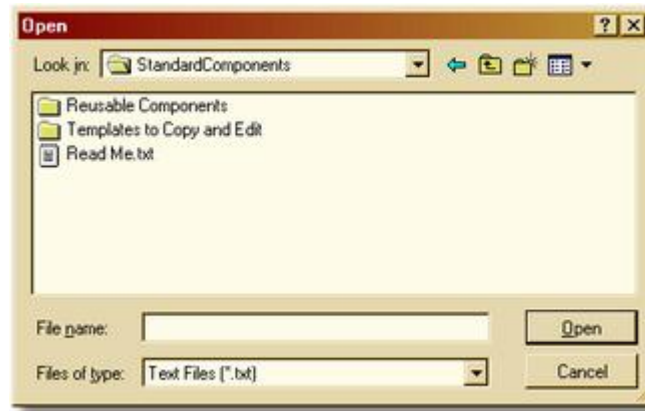 Open
Look in: StandardComponents
Reusable Components
Templates to Copy and Edit
Read Me.txt
File name: Open
Files of type: Text Files (*.txt) Cancel